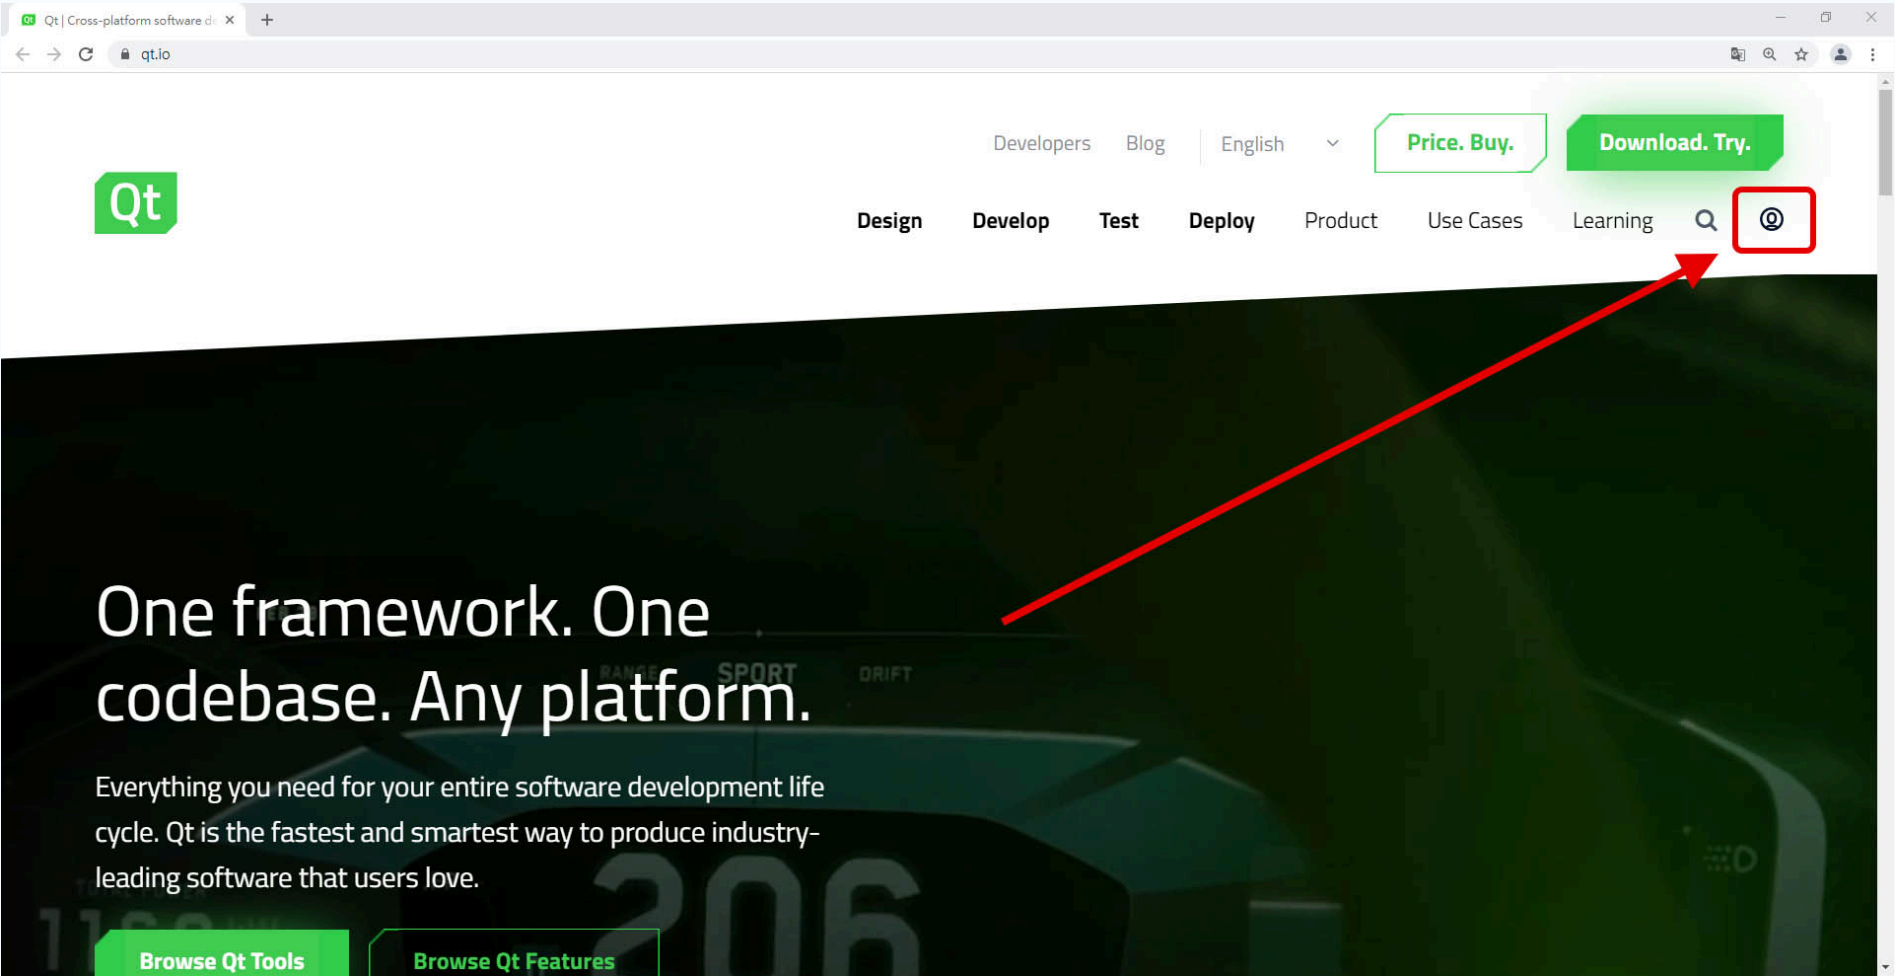 Qt | Cross-platform software de
qt.io
Developers Blog English Price. Buy. Download. Try.
Qt
Design Develop Test Deploy Product Use Cases Learning
One framework. One
codebase. Any platform.
RANGE SPORT DRIFT
Everything you need for your entire software development life
cycle. Qt is the fastest and smartest way to produce industry-
leading software that users love.
206
Browse Qt Tools Browse Qt Features